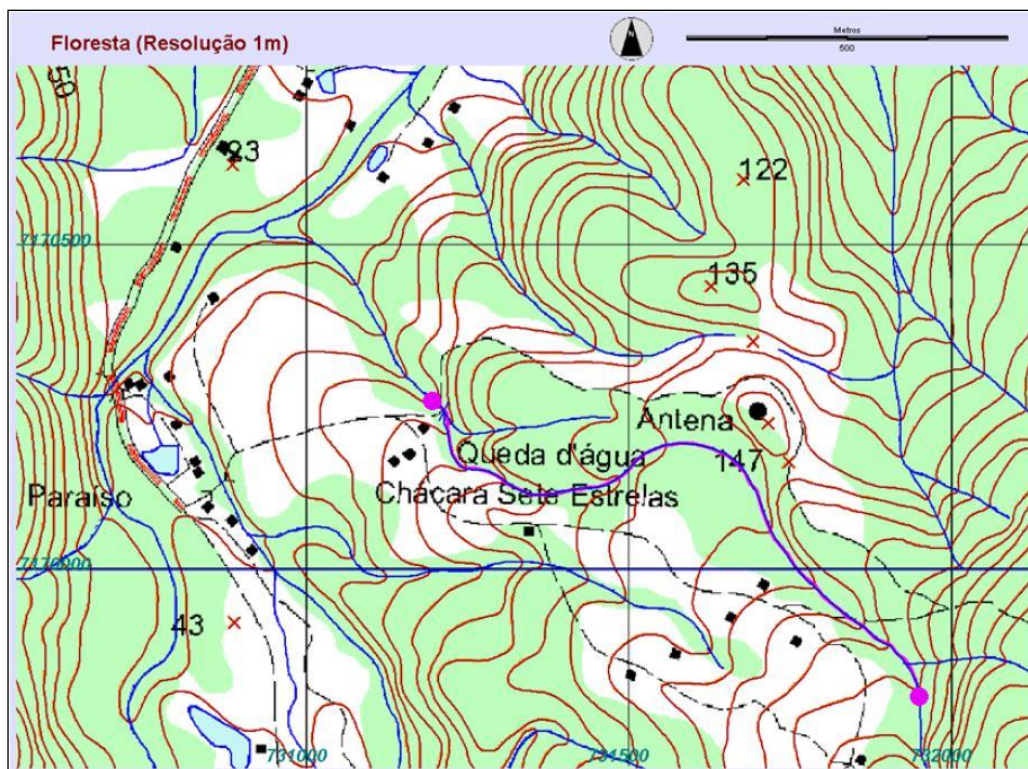 Floresta (Resolução 1m)
N
Metros
500
50
23
122
7170500
135
Antena
Queda d'água
147
Chácara Sete Estrelas
Paraíso
7170000
43
731000
731500
732000